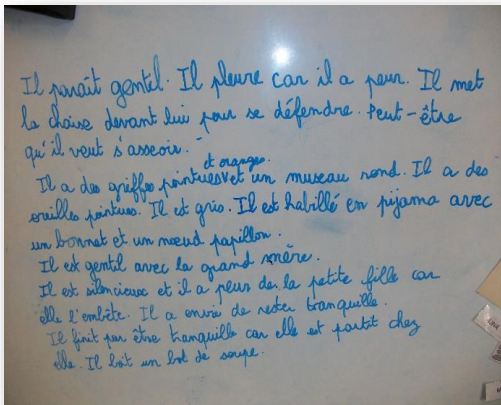 Il paraît gentil. Il pleure car il a peur. Il met
la chaise devant lui pour se défendre. Peut-être
qu'il veut s'asseoir.
et oranges
Il a des griffes pointues et un museau rond. Il a des
oreilles pointues. Il est gris. Il est habillé en pijama avec
un bonnet et un nœud papillon.
Il est gentil avec la grand mère.
Il est silencieux et il a peur de la petite fille car
elle l'embête. Il a envie de rester tranquille.
Il finit par être tranquille car elle est partit chez
elle. Il boit un bol de soupe.